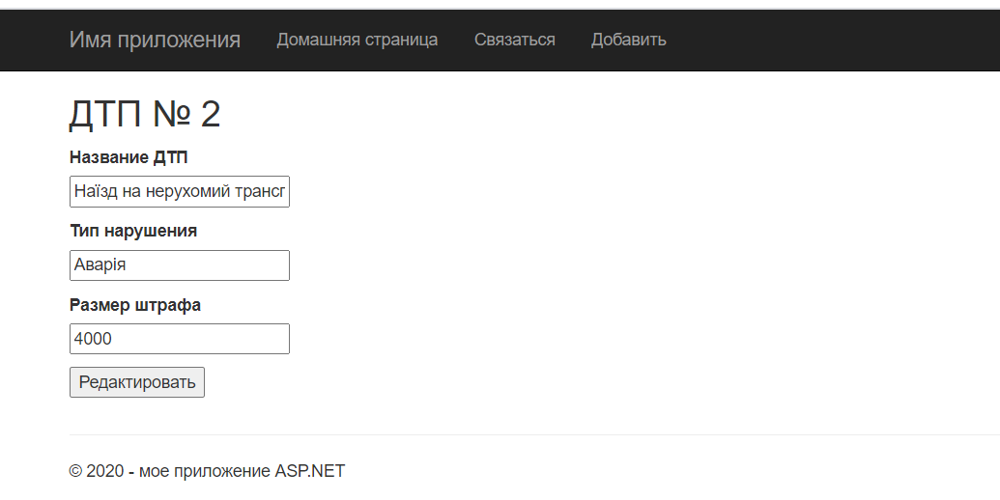 Имя приложения Домашняя страница Связаться Добавить
ДТП № 2
Название ДТП
Наїзд на нерухомий
Тип нарушения
Аварія
Размер штрафа
4000
Редактировать
© 2020 - мое приложение ASP.NET